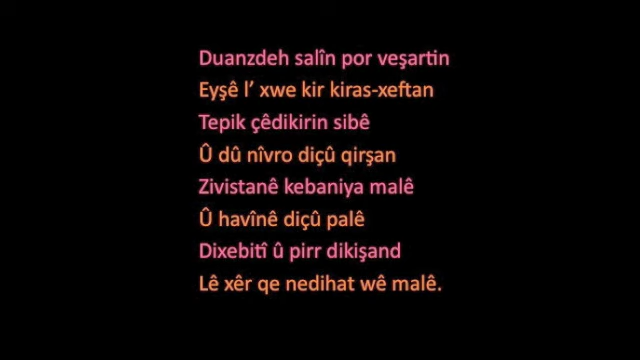 Duanzdeh salîn por veşartin
Eyşê l’ xwe kir kiras-xeftan
Tepik çêdikirin sibê
Û dû nîvro diçû qirşan
Zivistanê kebaniya malê
Û havînê diçû palê
Dixebitî û pirr dikişand
Lê xêr qe nedihat wê malê.